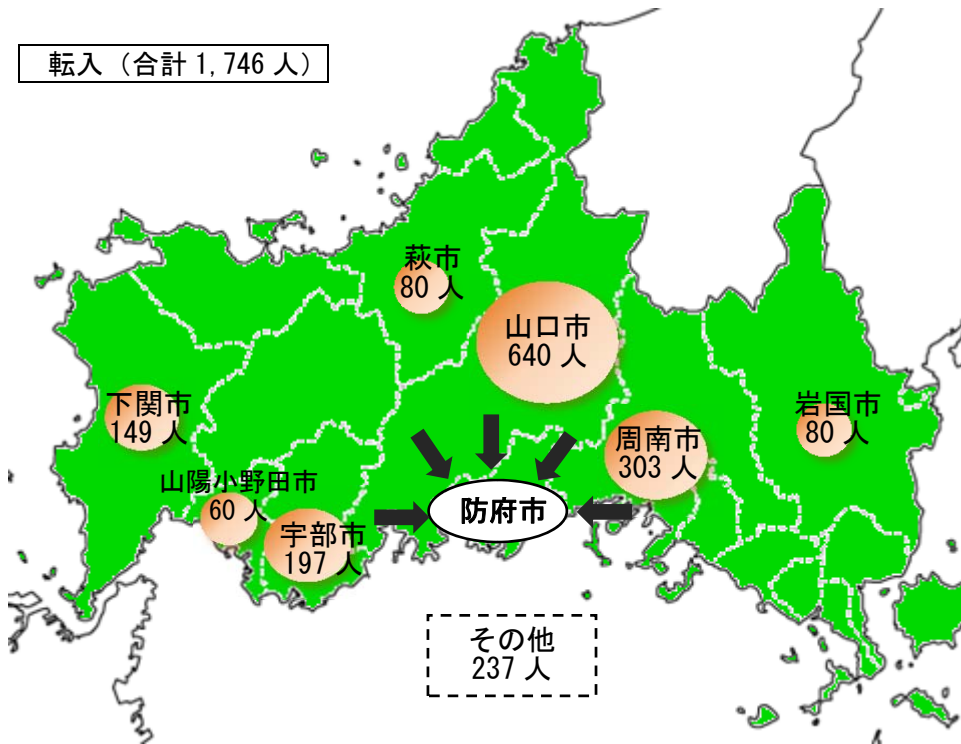 転入（合計 1,746 人）
萩市
80 人
山口市
640 人
下関市
149 人
岩国市
80 人
周南市
303 人
山陽小野田市
60 人
防府市
宇部市
197 人
その他
237 人